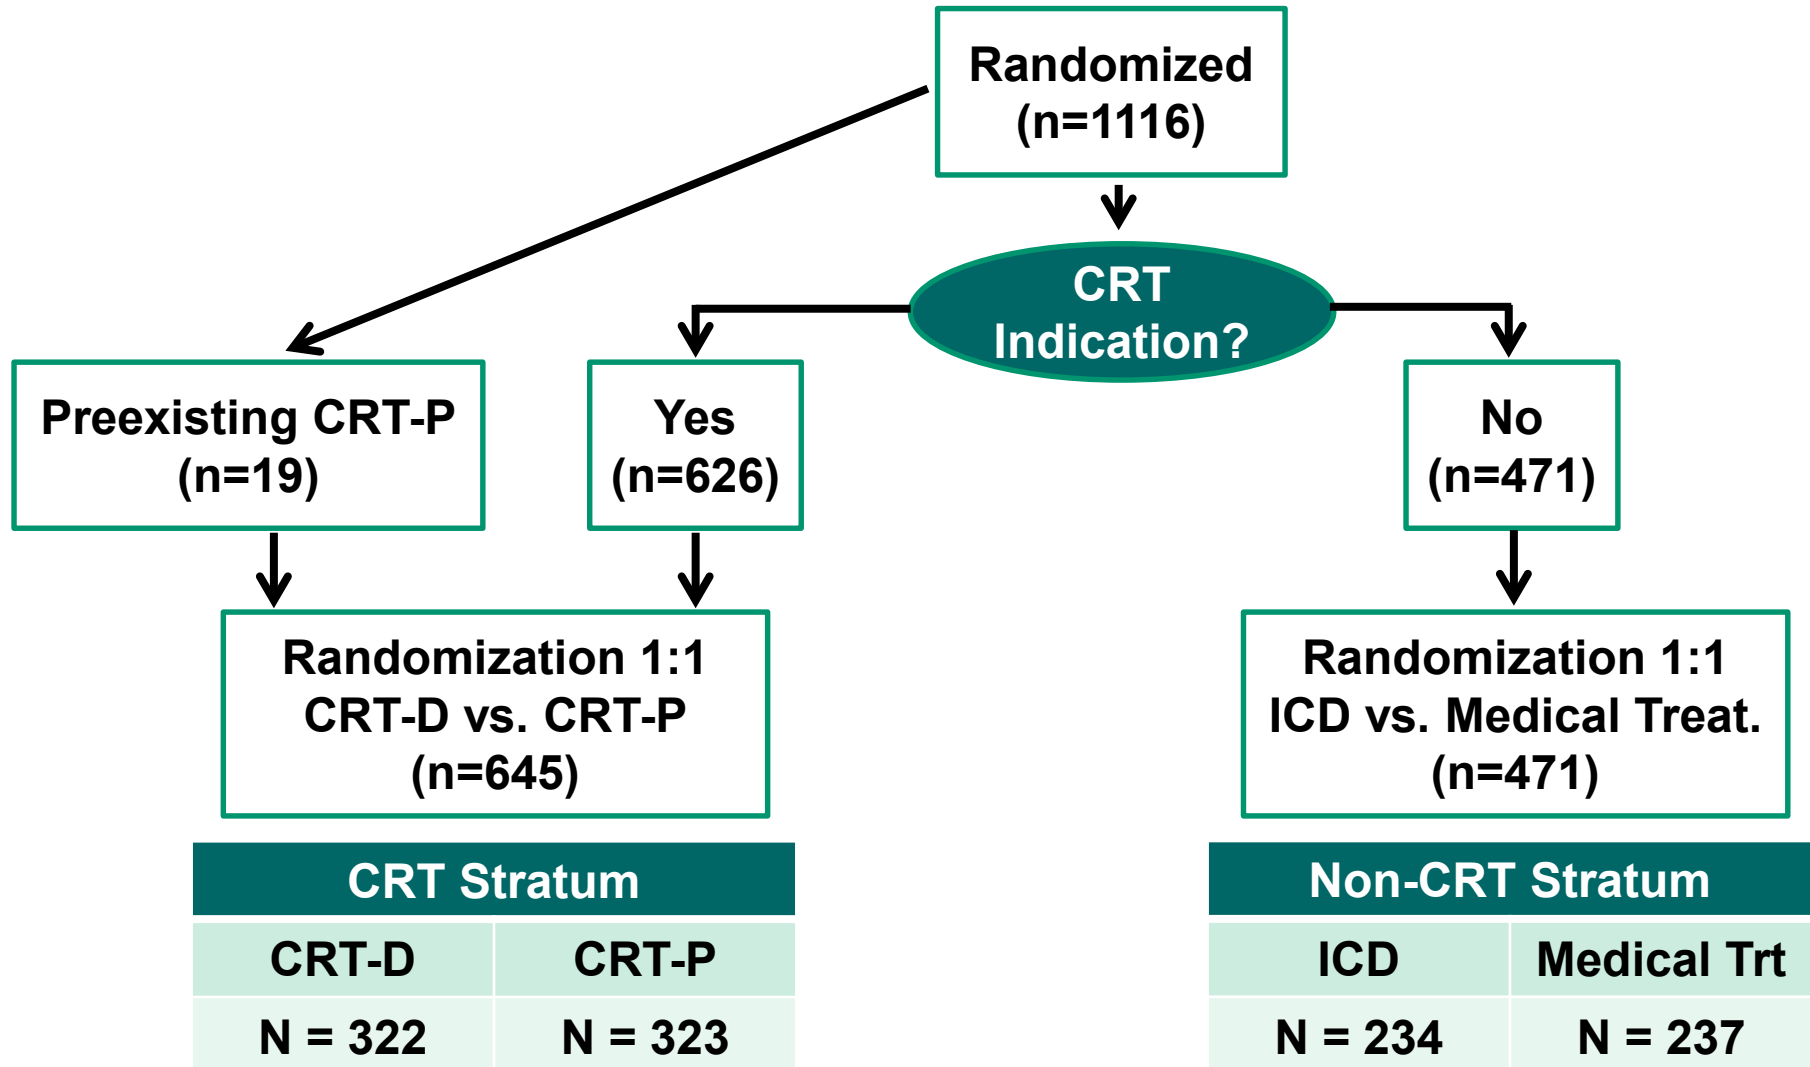 Randomized
(n=1116)
CRT
Indication?
Preexisting CRT-P
(n=19)
Yes
(n=626)
No
(n=471)
Randomization 1:1
CRT-D vs. CRT-P
(n=645)
Randomization 1:1
ICD vs. Medical Treat.
(n=471)
CRT Stratum
CRT-D CRT-P
N = 322 N = 323
Non-CRT Stratum
ICD Medical Trt
N = 234 N = 237